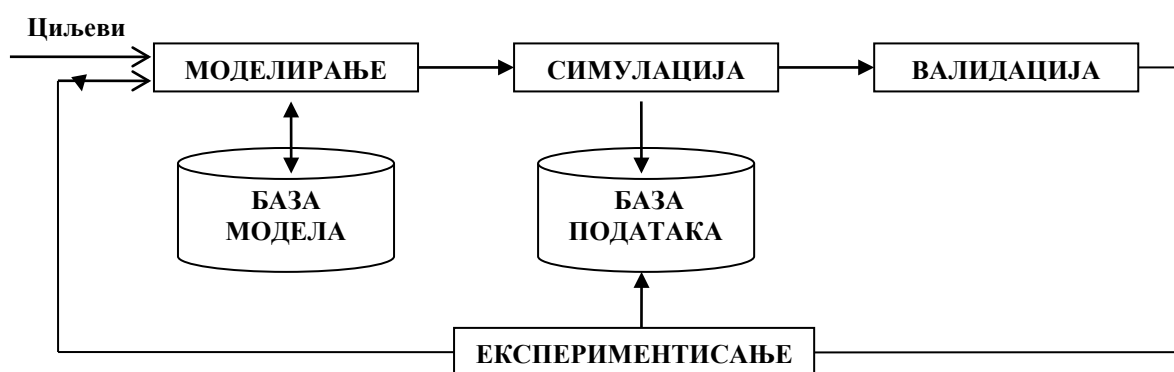 Циљеви
МОДЕЛИРАЊЕ
СИМУЛАЦИЈА
ВАЛИДАЦИЈА
БАЗА
МОДЕЛА
БАЗА
ПОДАТАКА
ЕКСПЕРИМЕНТИСАЊЕ